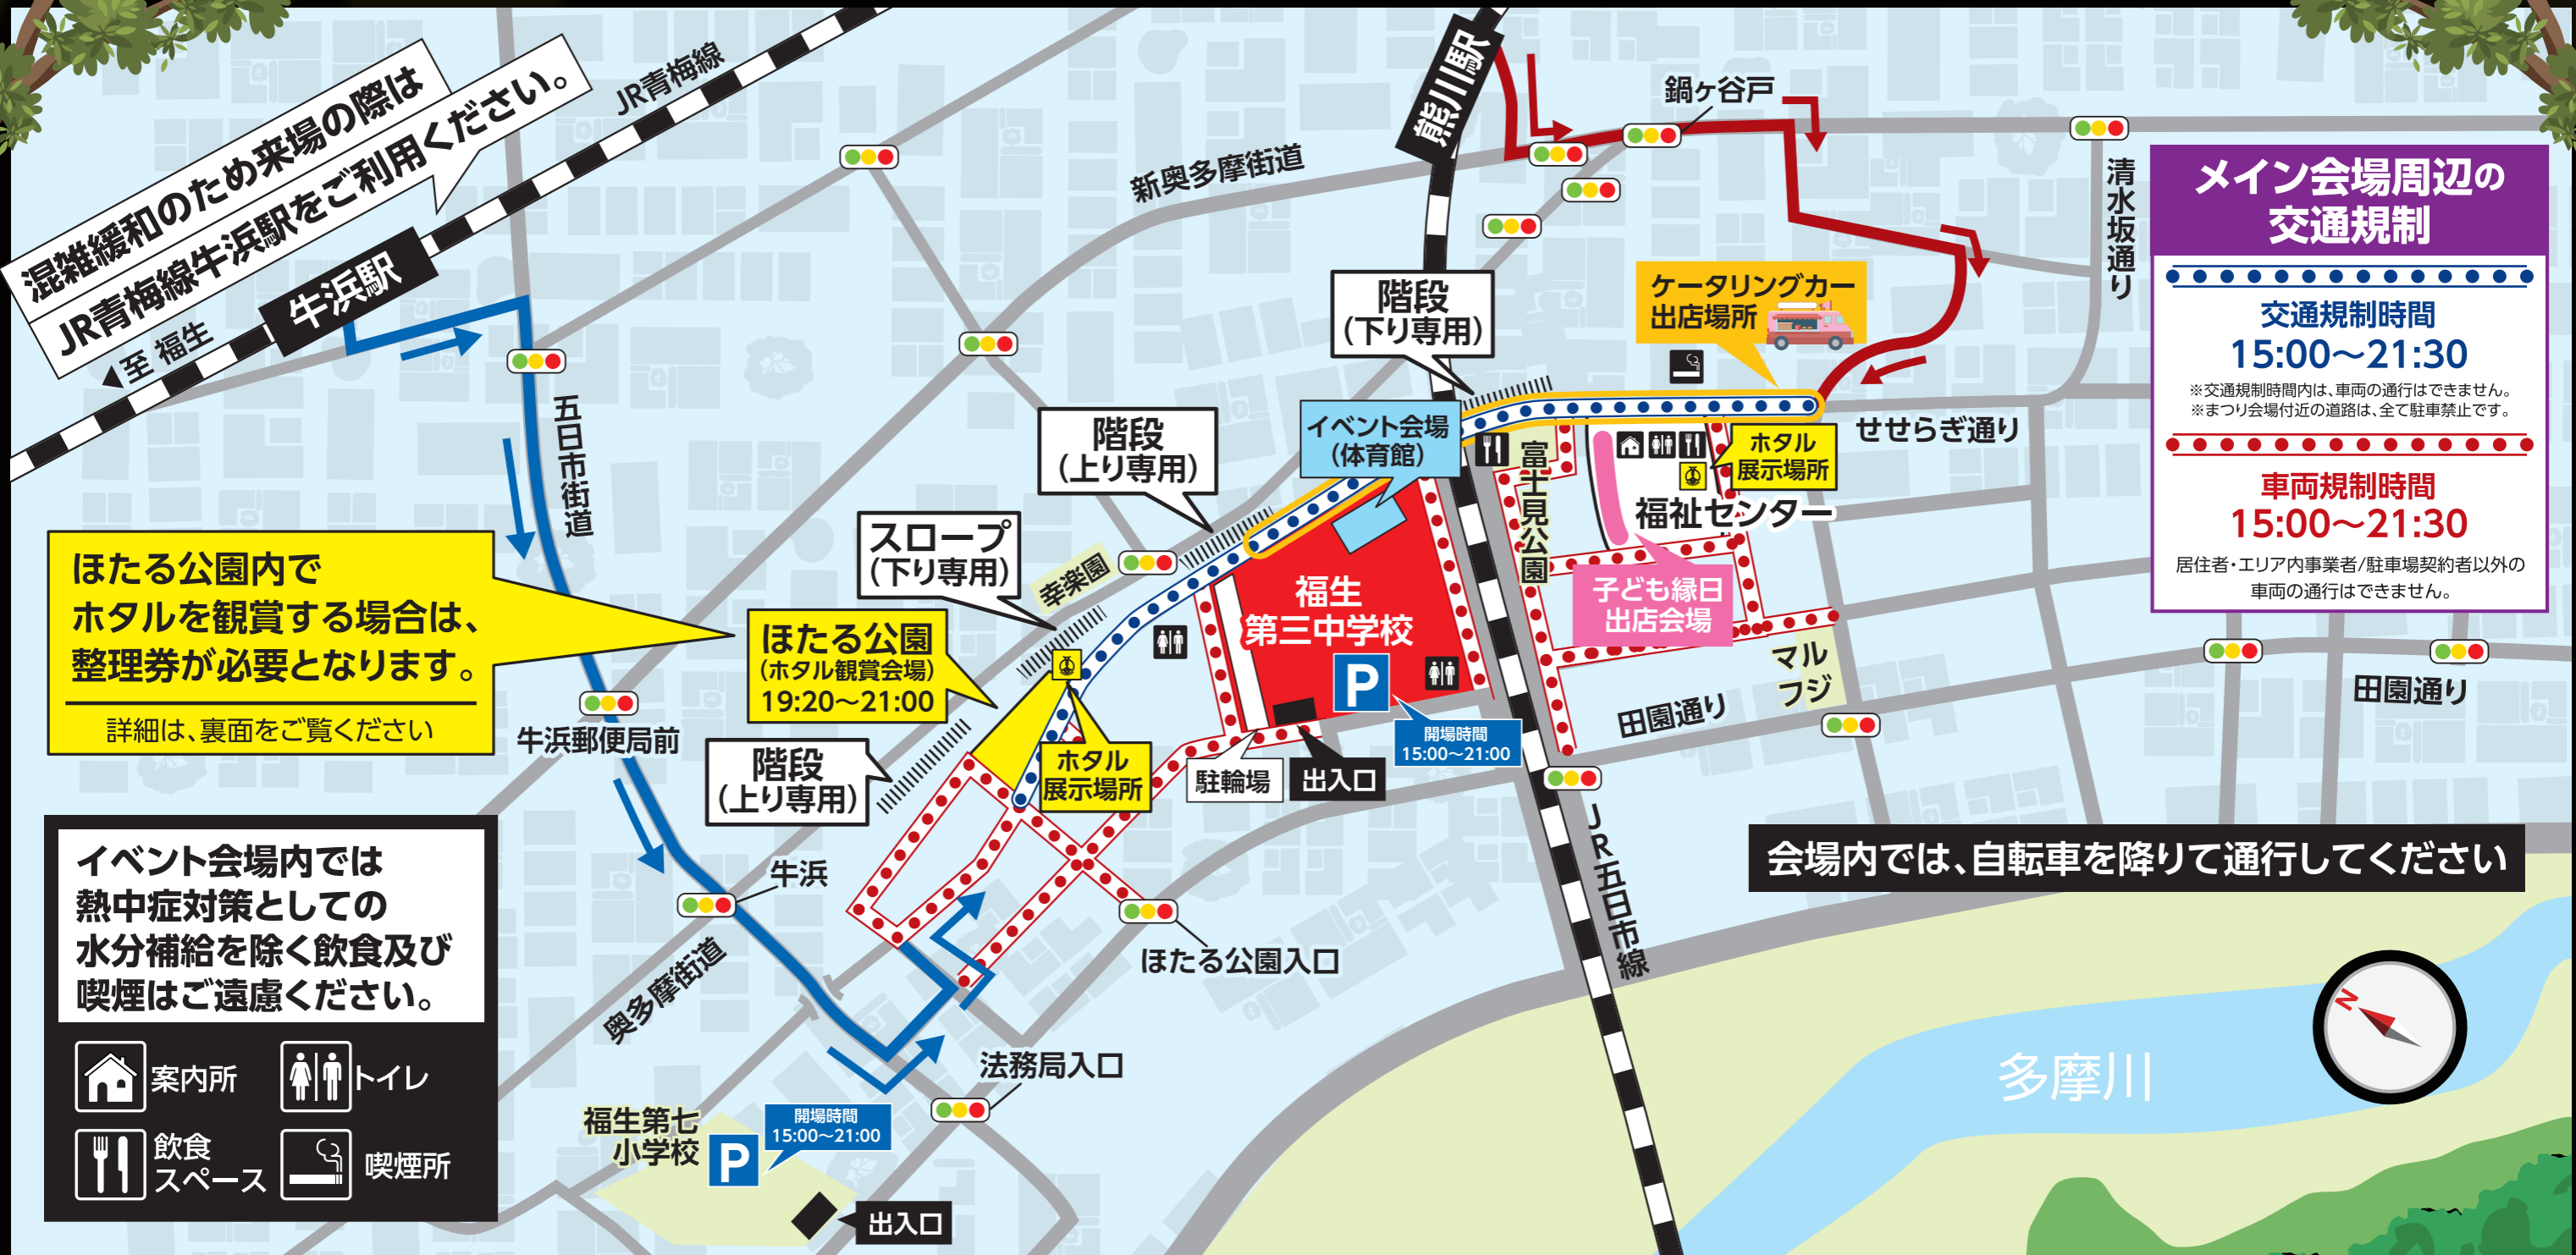 混雑緩和のため来場の際は
JR青梅線牛浜駅をご利用ください。
JR青梅線
牛浜駅
至 福生
五日市街道
新奥多摩街道
熊川駅
鍋ヶ谷戸
清水坂通り
メイン会場周辺の
交通規制
交通規制時間
15:00〜21:30
※交通規制時間内は、車両の通行はできません。
※まつり会場付近の道路は、全て駐車禁止です。
車両規制時間
15:00〜21:30
居住者・エリア内事業者/駐車場契約者以外の
車両の通行はできません。
階段
(下り専用)
ケータリングカー
出店場所
せせらぎ通り
イベント会場
(体育館)
階段
(上り専用)
富士見公園
ホタル
展示場所
福祉センター
子ども縁日
出店会場
スロープ
(下り専用)
幸楽園
福生
第三中学校
P
開場時間
15:00〜21:00
ほたる公園内で
ホタルを観賞する場合は、
整理券が必要となります。
詳細は、裏面をご覧ください
ほたる公園
(ホタル観賞会場)
19:20〜21:00
階段
(上り専用)
ホタル
展示場所
駐輪場
出入口
マル
フジ
田園通り
田園通り
牛浜郵便局前
牛浜
奥多摩街道
ほたる公園入口
JR五日市線
会場内では、自転車を降りて通行してください
イベント会場内では
熱中症対策としての
水分補給を除く飲食及び
喫煙はご遠慮ください。
案内所
トイレ
飲食
スペース
喫煙所
法務局入口
福生第七
小学校
P
開場時間
15:00〜21:00
出入口
多摩川
N